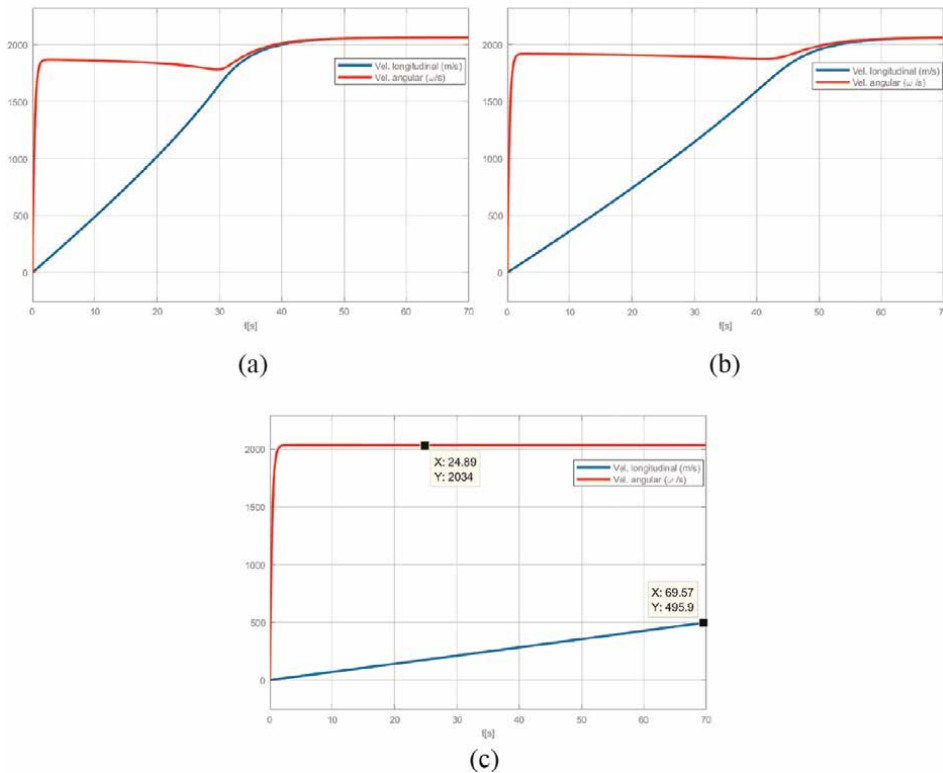 2000
1500
1000
500
0
Vel. longitudinal (m/s)
Vel. angular (ω/s)
0 10 20 30 40 50 60 70
t[s]
(a)
2000
1500
1000
500
0
Vel. longitudinal (m/s)
Vel. angular (ω /s)
0 10 20 30 40 50 60 70
t[s]
(b)
2000
1500
1000
500
0
X: 24.89
Y: 2034
Vel. longitudinal (m/s)
Vel. angular (ω /s)
X: 69.57
Y: 495.9
0 10 20 30 40 50 60 70
t[s]
(c)